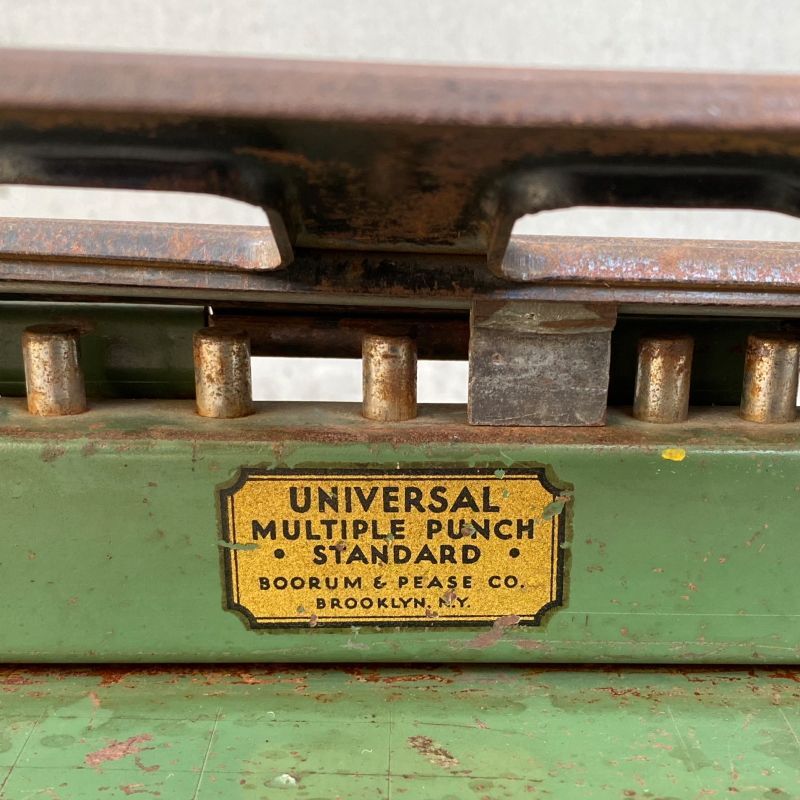 UNIVERSAL
MULTIPLE PUNCH
• STANDARD •
BOORUM & PEASE CO.
BROOKLYN, N.Y.